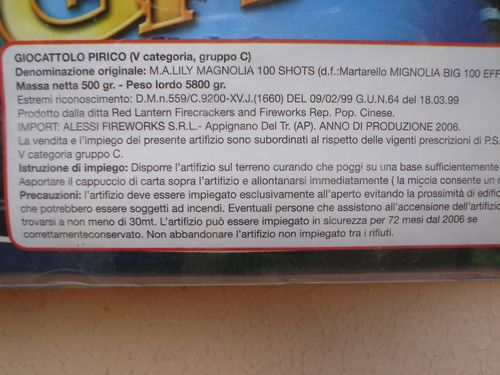 GIOCATTOLO PIRICO (V categoria, gruppo C)
Denominazione originale: M.A.LILY MAGNOLIA 100 SHOTS (d.f.:Martarello MIGNOLIA BIG 100 EFF
Massa netta 500 gr. - Peso lordo 5800 gr.
Estremi riconoscimento: D.M.n.559/C.9200-XV.J.(1660) DEL 09/02/99 G.U.N.64 del 18.03.99
Prodotto dalla ditta Red Lantern Firecrackers and Fireworks Rep. Pop. Cinese.
IMPORT: ALESSI FIREWORKS S.R.L.- Appignano Del Tr. (AP). ANNO DI PRODUZIONE 2006.
La vendita e l'impiego del presente artifizio sono subordinati al rispetto delle vigenti prescrizioni di P.S.
V categoria gruppo C.
Istruzione di impiego: Disporre l'artifizio sul terreno curando che poggi su una base sufficientemente
Asportare il cappuccio di carta sopra l'artifizio e allontanarsi immediatamente ( la miccia consente un r
Precauzioni: l'artifizio deve essere impiegato esclusivamente all'aperto evitando la prossimità di edific
che potrebbero essere soggetti ad incendi. Eventuali persone che assistono all'accensione dell'artifizio
trovarsi a non meno di 30mt. L'artifizio può essere impiegato in sicurezza per 72 mesi dal 2006 se
correttamenteconservato. Non abbandonare l'artifizio non impiegato tra i rifiuti.